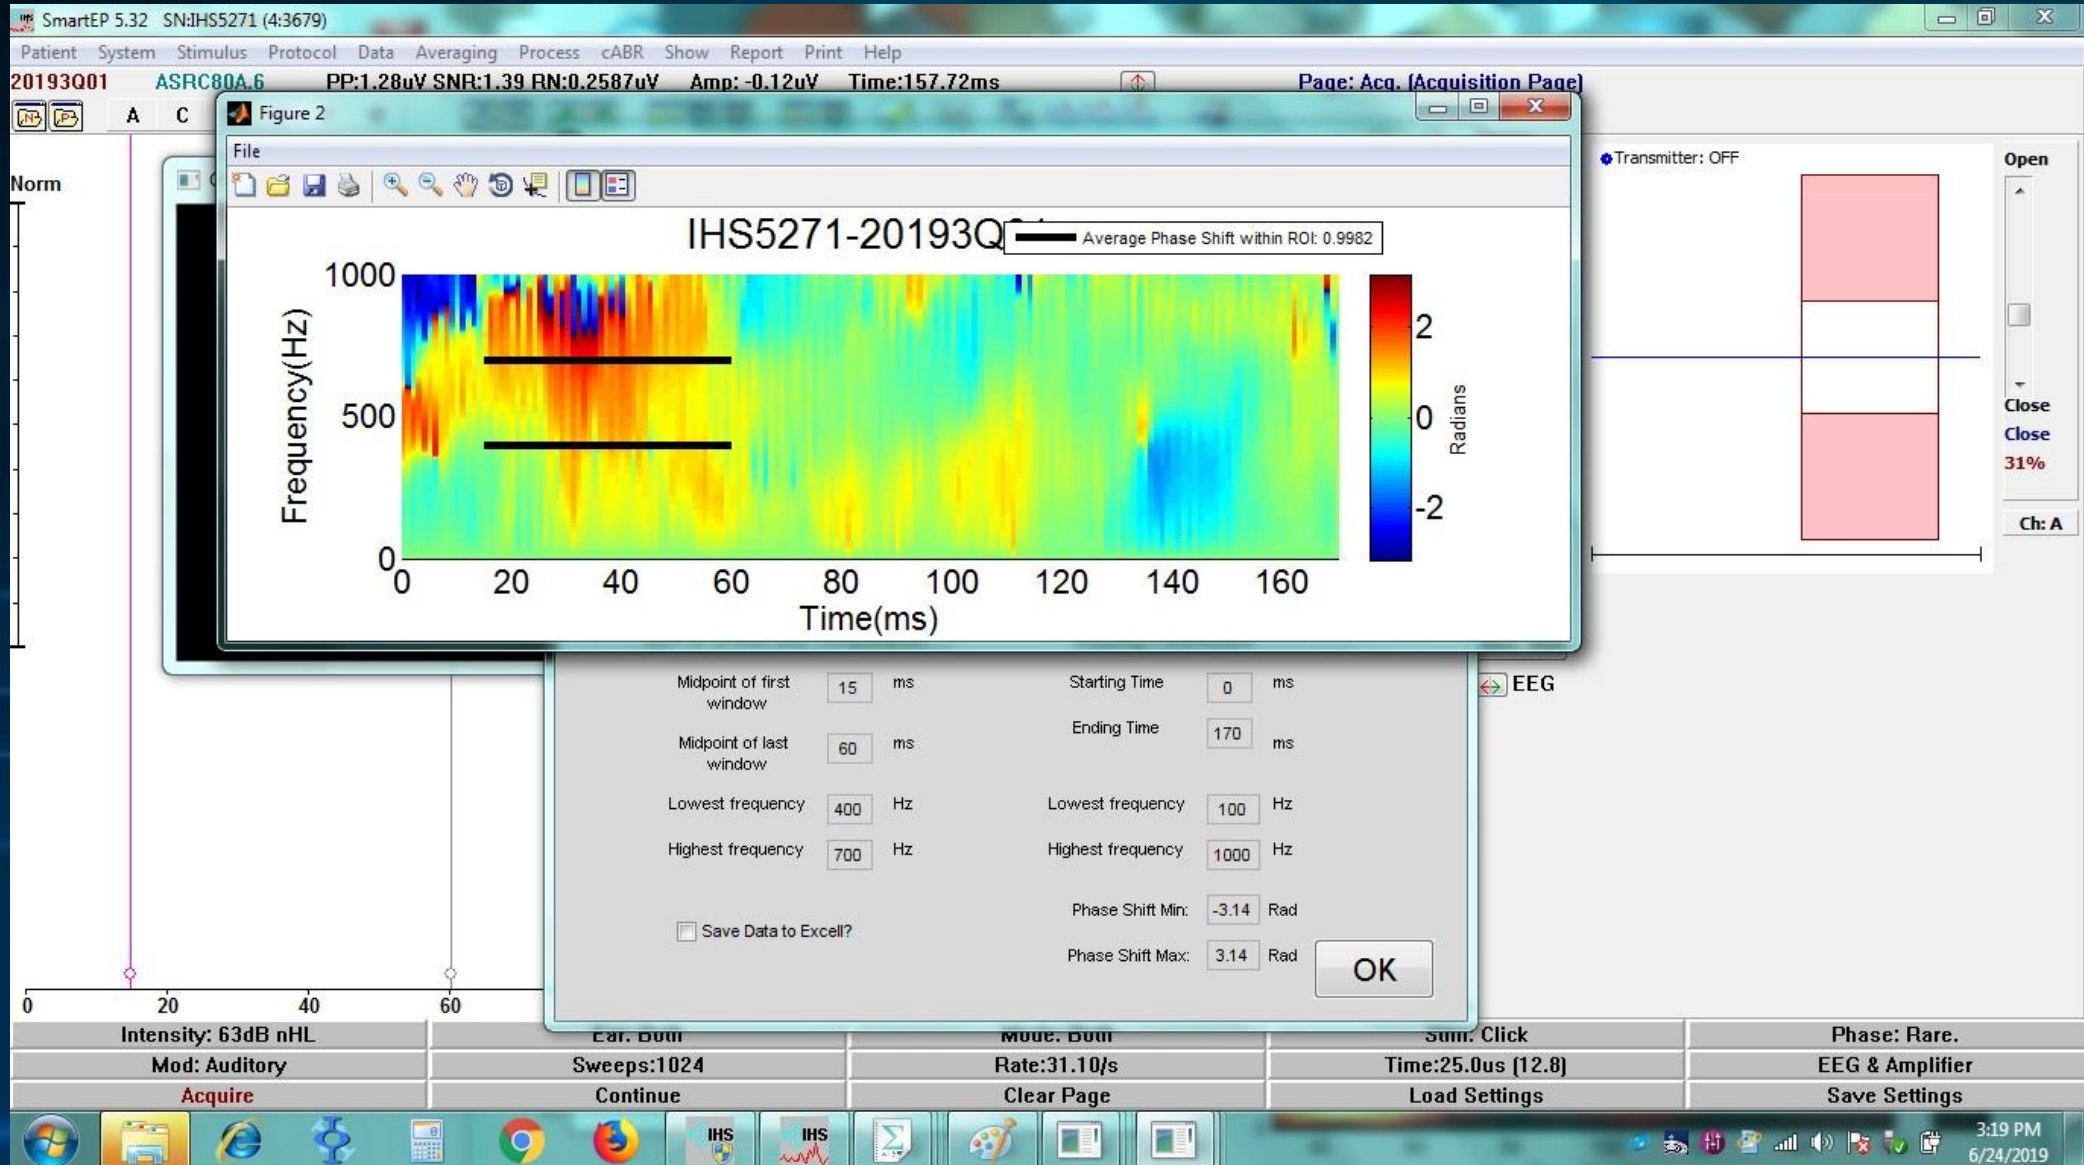 SmartEP 5.32 SN:IHS5271 (4:3679)
Patient System Stimulus Protocol Data Averaging Process cABR Show Report Print Help
20193Q01 ASRC80A.6 PP:1.28uV SNR:1.39 RN:0.2587uV Amp: -0.12uV Time:157.72ms Page: Acq. (Acquisition Page)
N P A C
Figure 2
File
Norm
Transmitter: OFF
Open
IHS5271-20193Q
Average Phase Shift within ROI: 0.9982
1000
500
0
Frequency(Hz)
0 20 40 60 80 100 120 140 160
Time(ms)
2
0
-2
Radians
Close
Close
31%
Ch: A
EEG
Midpoint of first window 15 ms
Starting Time 0 ms
Midpoint of last window 60 ms
Ending Time 170 ms
Lowest frequency 400 Hz
Lowest frequency 100 Hz
Highest frequency 700 Hz
Highest frequency 1000 Hz
Phase Shift Min: -3.14 Rad
Save Data to Excell?
Phase Shift Max: 3.14 Rad
OK
0 20 40 60
Intensity: 63dB nHL Ear: Both Mode: Both Stim: Click Phase: Rare.
Mod: Auditory Sweeps:1024 Rate:31.10/s Time:25.0us (12.8) EEG & Amplifier
Acquire Continue Clear Page Load Settings Save Settings
IHS IHS
3:19 PM
6/24/2019